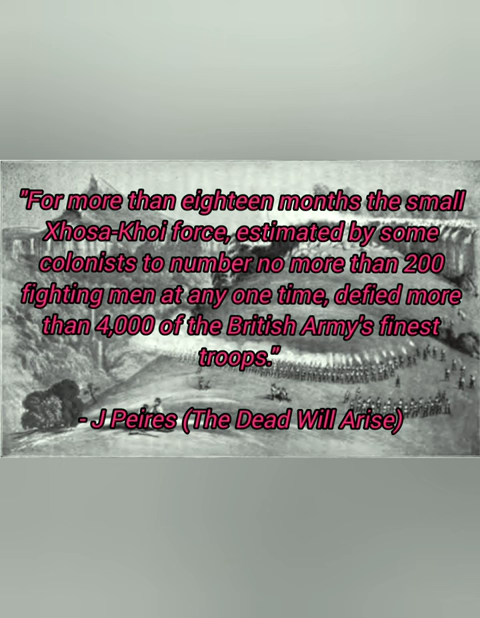 "For more than eighteen months the small
Xhosa-Khoi force, estimated by some
colonists to number no more than 200
fighting men at any one time, defied more
than 4,000 of the British Army's finest
troops."
- J Peires (The Dead Will Arise)